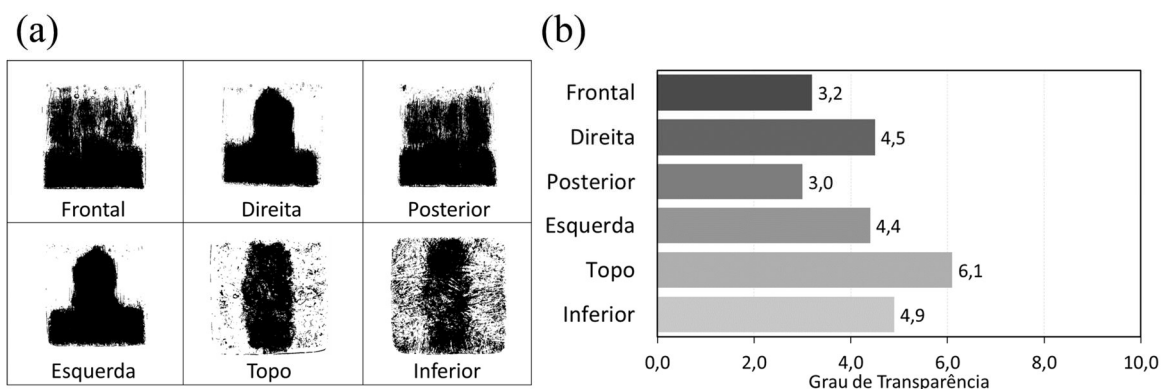 (a)
Frontal
Direita
Posterior
Esquerda
Topo
Inferior
(b)
Frontal
3,2
Direita
4,5
Posterior
3,0
Esquerda
4,4
Topo
6,1
Inferior
4,9
0,0 2,0 4,0 6,0 8,0 10,0
Grau de Transparência